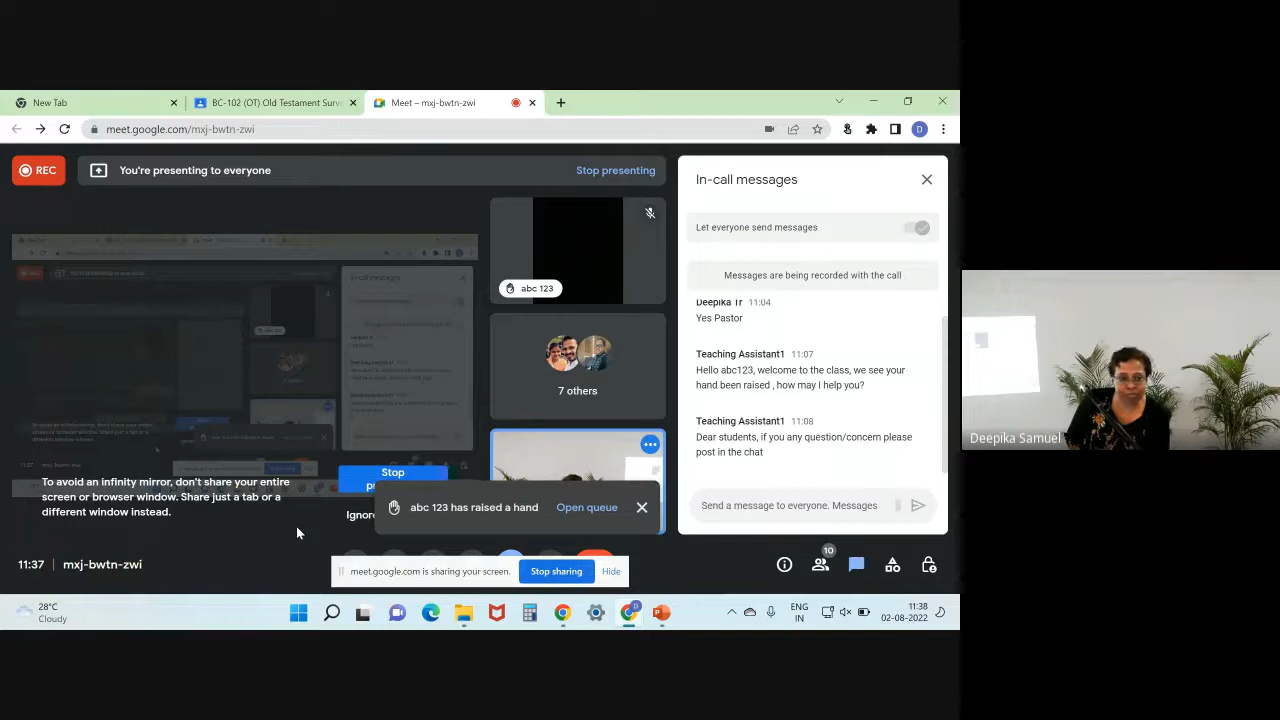 New Tab
BC-102 (OT) Old Testament Surv
Meet – mxj-bwtn-zwi
meet.google.com/mxj-bwtn-zwi
D
REC
You're presenting to everyone
Stop presenting
In-call messages
Let everyone send messages
Messages are being recorded with the call
Deepika Tr 11:04
Yes Pastor
Teaching Assistant1 11:07
Hello abc123, welcome to the class, we see your
hand been raised , how may I help you?
Teaching Assistant1 11:08
Dear students, if you any question/concern please
post in the chat
Send a message to everyone. Messages
abc 123
7 others
To avoid an infinity mirror, don't share your entire
screen or browser window. Share just a tab or a
different window instead.
Stop
Ignore
abc 123 has raised a hand
Open queue
11:37
mxj-bwtn-zwi
meet.google.com is sharing your screen.
Stop sharing
Hide
10
28°C
Cloudy
ENG
IN
11:38
02-08-2022
Deepika Samuel